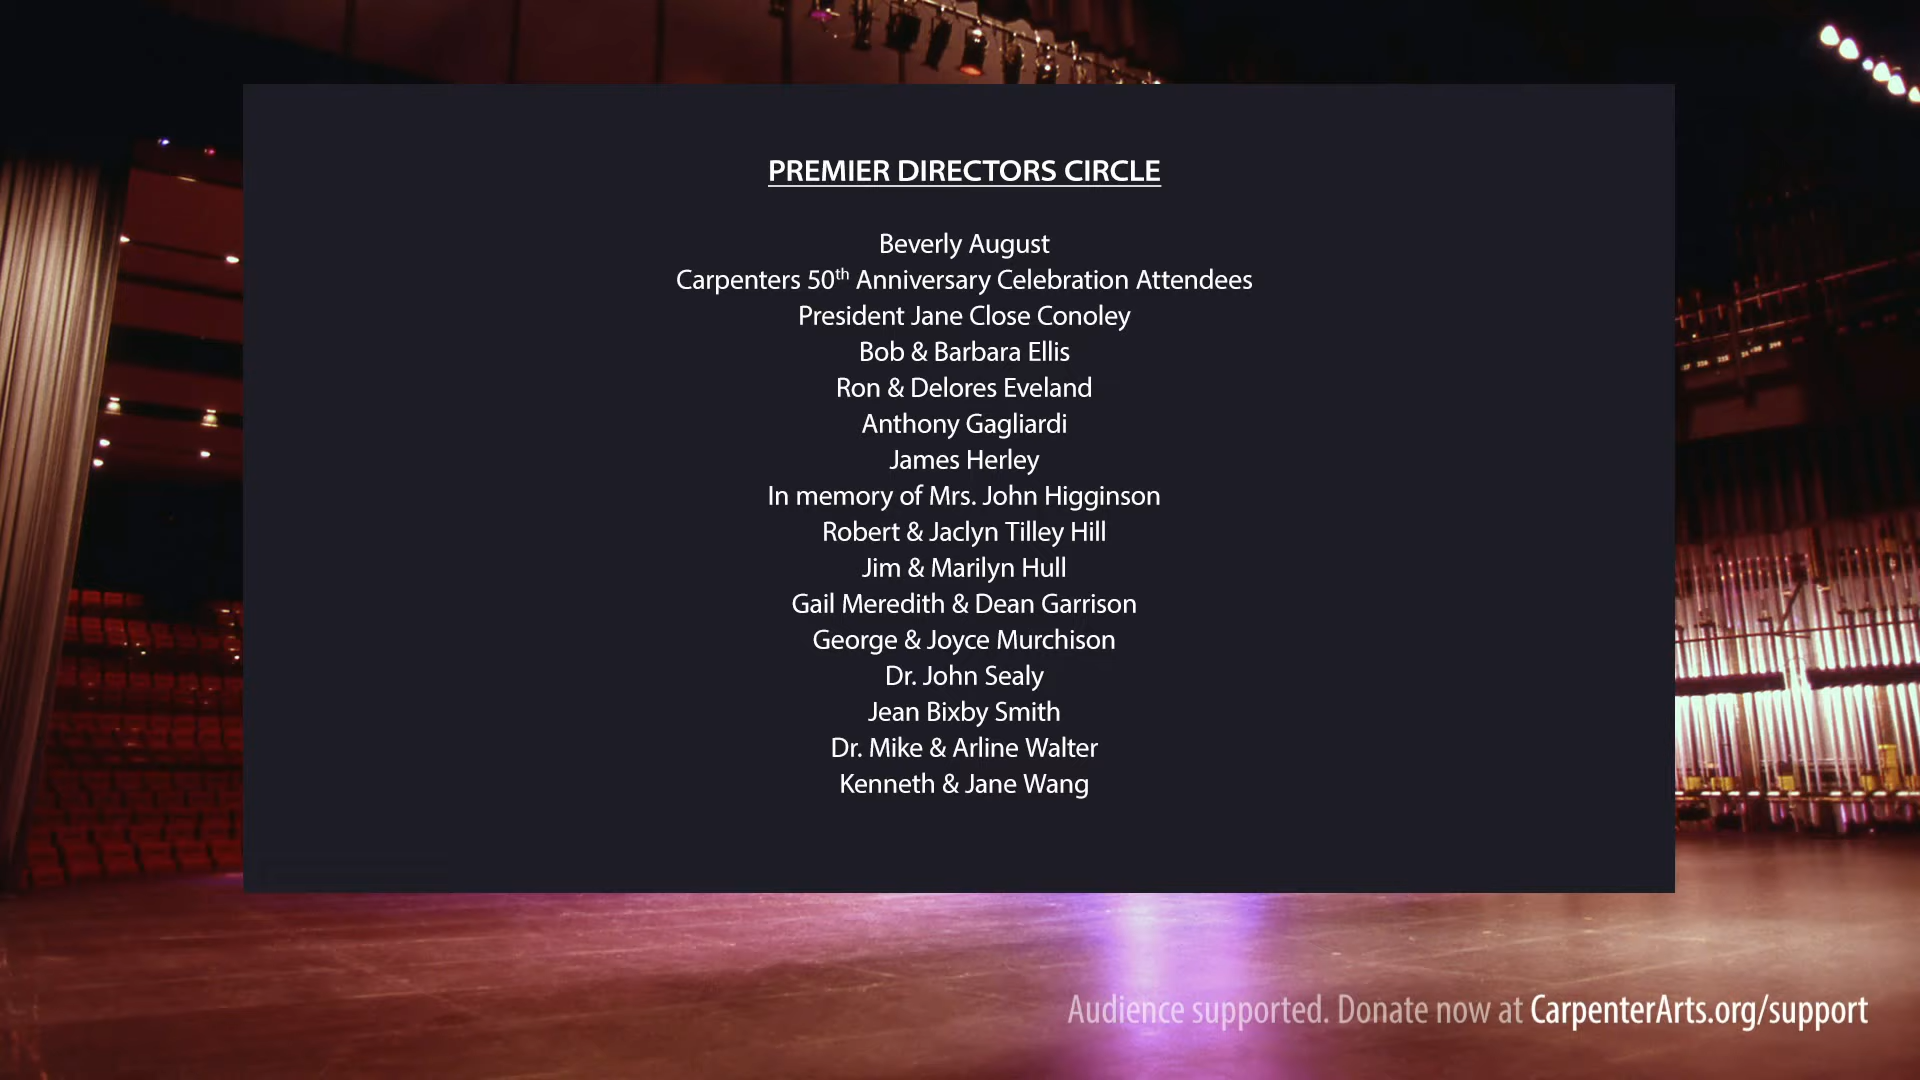 PREMIER DIRECTORS CIRCLE
Beverly August
Carpenters 50th Anniversary Celebration Attendees
President Jane Close Conoley
Bob & Barbara Ellis
Ron & Delores Eveland
Anthony Gagliardi
James Herley
In memory of Mrs. John Higginson
Robert & Jaclyn Tilley Hill
Jim & Marilyn Hull
Gail Meredith & Dean Garrison
George & Joyce Murchison
Dr. John Sealy
Jean Bixby Smith
Dr. Mike & Arline Walter
Kenneth & Jane Wang
Audience supported. Donate now at CarpenterArts.org/support